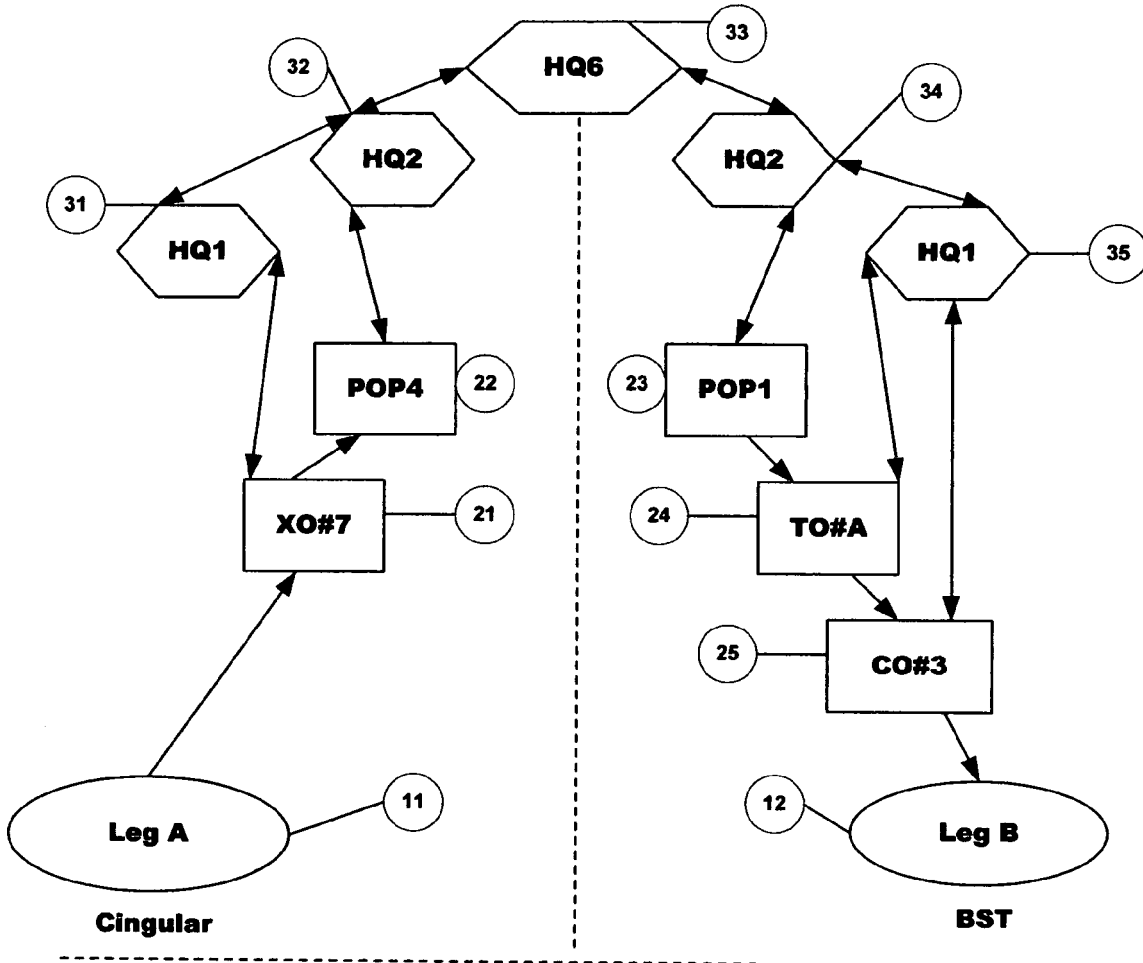 33
HQ6
32
34
HQ2
HQ2
31
HQ1
HQ1
35
POP4
22
23
POP1
XO#7
21
24
TO#A
25
CO#3
11
12
Leg A
Leg B
Cingular
BST